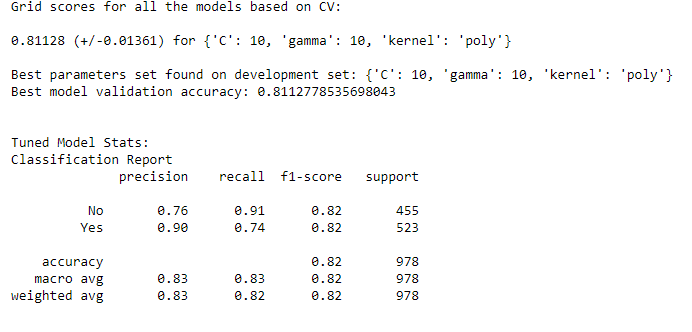 Grid scores for all the models based on CV:
0.81128 (+/-0.01361) for {'C': 10, 'gamma': 10, 'kernel': 'poly'}
Best parameters set found on development set: {'C': 10, 'gamma': 10, 'kernel': 'poly'}
Best model validation accuracy: 0.8112778535698043
Tuned Model Stats:
Classification Report
precision recall f1-score support
No 0.76 0.91 0.82 455
Yes 0.90 0.74 0.82 523
accuracy 0.82 978
macro avg 0.83 0.83 0.82 978
weighted avg 0.83 0.82 0.82 978